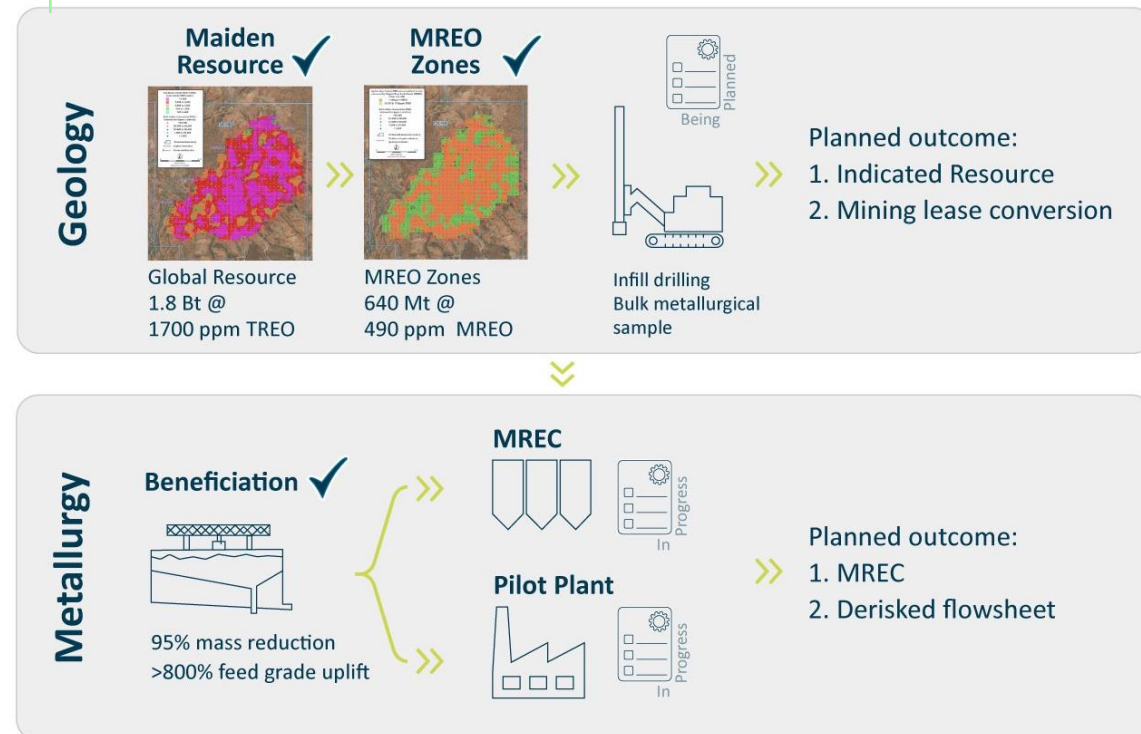 Geology
Maiden
Resource
MREO
Zones
Global Resource
1.8 Bt @
1700 ppm TREO
MREO Zones
640 Mt @
490 ppm MREO
Being
Planned
Infill drilling
Bulk metallurgical
sample
Planned outcome:
1. Indicated Resource
2. Mining lease conversion
Metallurgy
Beneficiation
95% mass reduction
>800% feed grade uplift
MREC
In
Progress
Pilot Plant
In
Progress
Planned outcome:
1. MREC
2. Derisked flowsheet